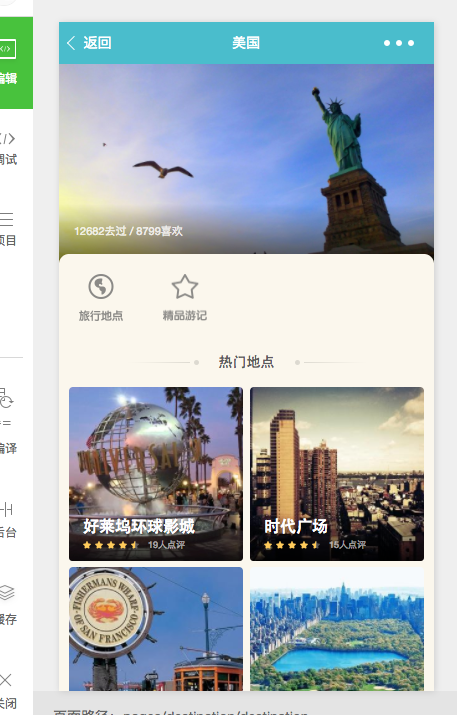 返回
美国
编辑
调试
项目
12682去过 / 8799喜欢
旅行地点
精品游记
热门地点
UNIVERSAL
好莱坞环球影城
19人点评
时代广场
15人点评
编译
后台
缓存
关闭
FISHERMANS WHARF
OF SAN FRANCISCO
页面路径: pages/destination/destination